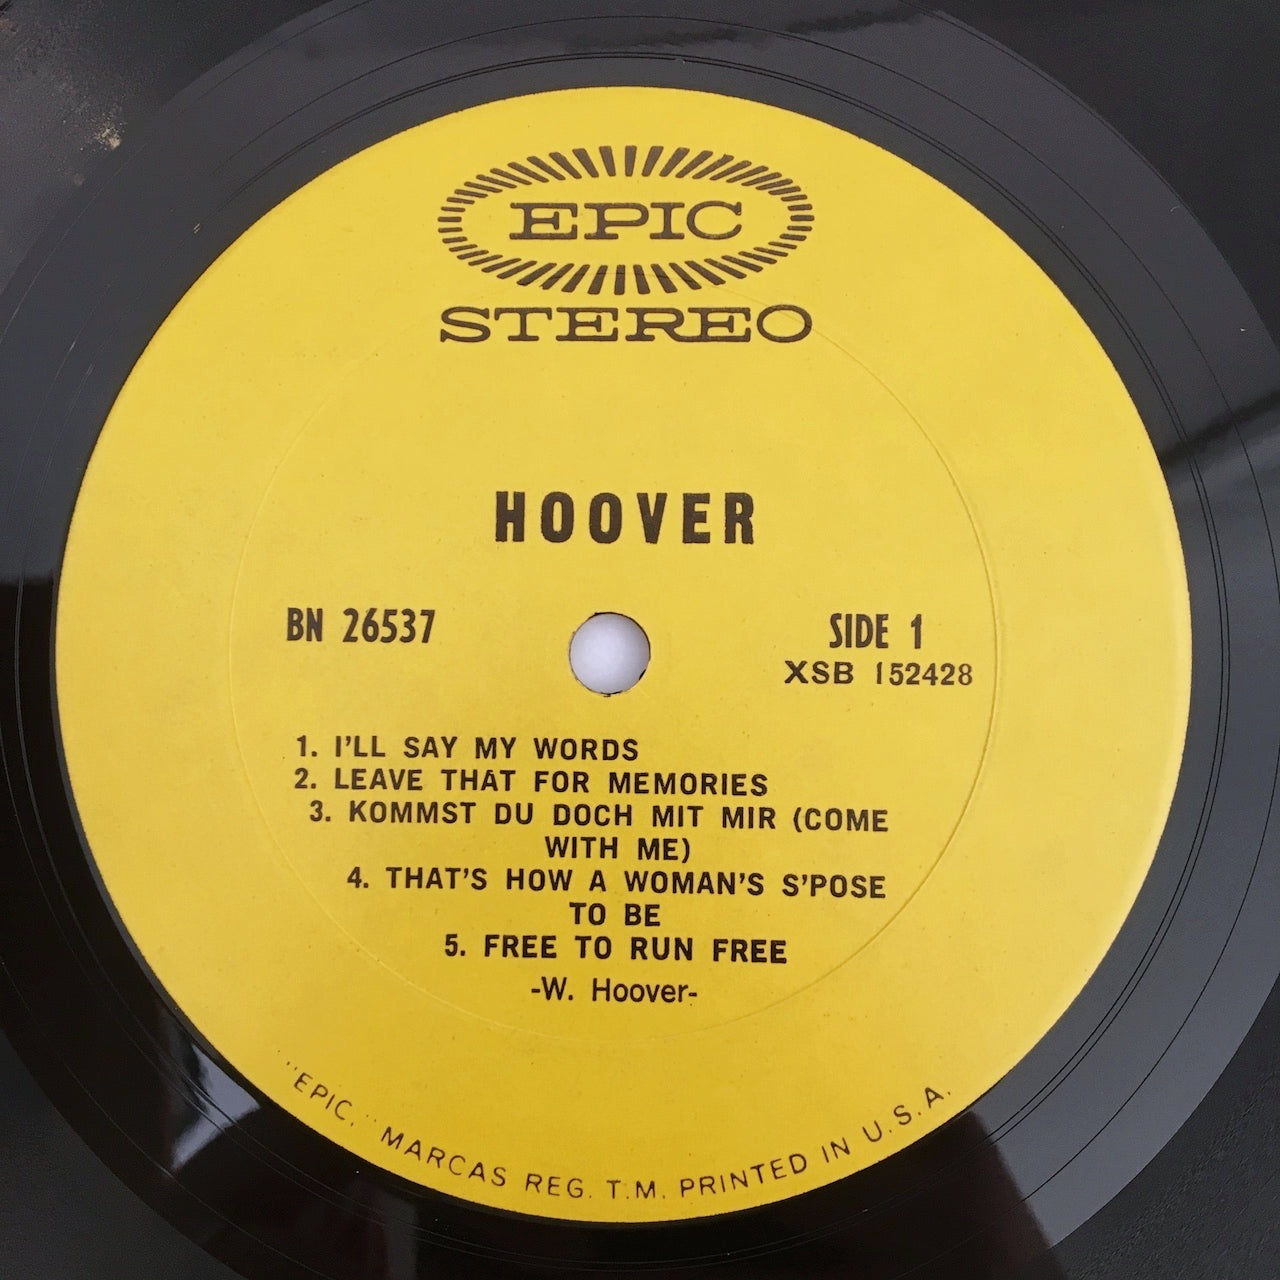 EPIC
STEREO
HOOVER
BN 26537
SIDE 1
XSB 152428
1. I'LL SAY MY WORDS
2. LEAVE THAT FOR MEMORIES
3. KOMMST DU DOCH MIT MIR (COME
WITH ME)
4. THAT'S HOW A WOMAN'S S'POSE
TO BE
5. FREE TO RUN FREE
-W. Hoover-
"EPIC," MARCAS REG. T.M. PRINTED IN U.S.A.